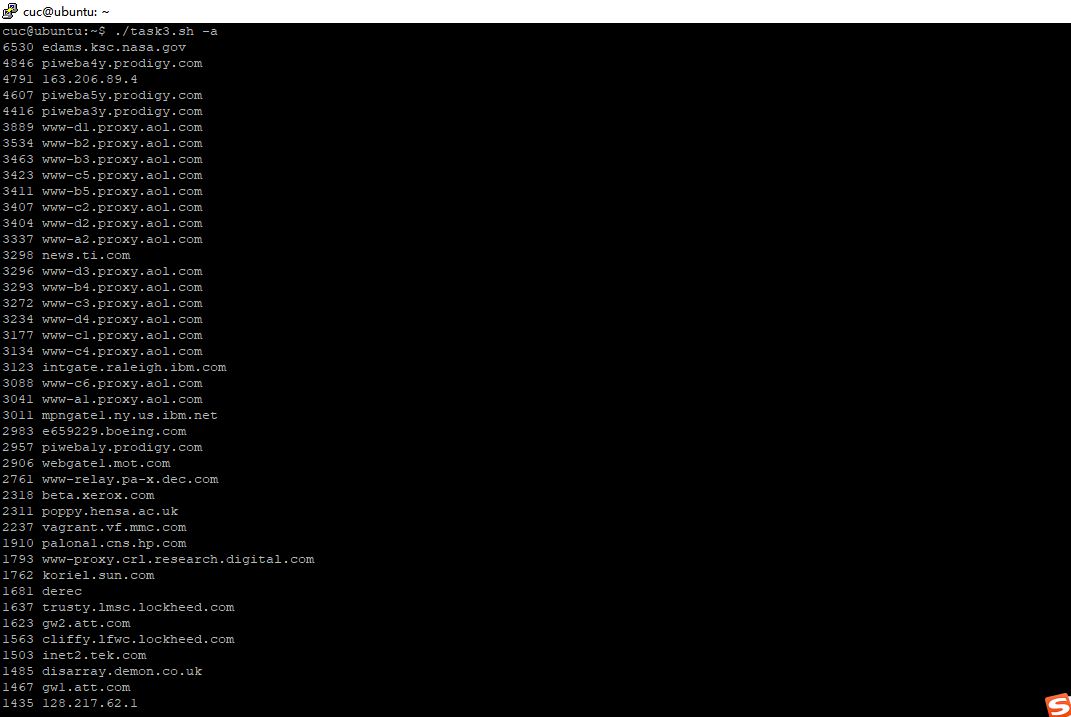 cuc@ubuntu: ~
cuc@ubuntu:~$ ./task3.sh -a
6530 edams.ksc.nasa.gov
4846 piweba4y.prodigy.com
4791 163.206.89.4
4607 piweba5y.prodigy.com
4416 piweba3y.prodigy.com
3889 www-d1.proxy.aol.com
3534 www-b2.proxy.aol.com
3463 www-b3.proxy.aol.com
3423 www-c5.proxy.aol.com
3411 www-b5.proxy.aol.com
3407 www-c2.proxy.aol.com
3404 www-d2.proxy.aol.com
3337 www-a2.proxy.aol.com
3298 news.ti.com
3296 www-d3.proxy.aol.com
3293 www-b4.proxy.aol.com
3272 www-c3.proxy.aol.com
3234 www-d4.proxy.aol.com
3177 www-c1.proxy.aol.com
3134 www-c4.proxy.aol.com
3123 intgate.raleigh.ibm.com
3088 www-c6.proxy.aol.com
3041 www-a1.proxy.aol.com
3011 mpngate1.ny.us.ibm.net
2983 e659229.boeing.com
2957 piweba1y.prodigy.com
2906 webgate1.mot.com
2761 www-relay.pa-x.dec.com
2318 beta.xerox.com
2311 poppy.hensa.ac.uk
2237 vagrant.vf.mmc.com
1910 palona1.cns.hp.com
1793 www-proxy.crl.research.digital.com
1762 koriel.sun.com
1681 derec
1637 trusty.lmsc.lockheed.com
1623 gw2.att.com
1563 cliffy.lfwc.lockheed.com
1503 inet2.tek.com
1485 disarray.demon.co.uk
1467 gw1.att.com
1435 128.217.62.1